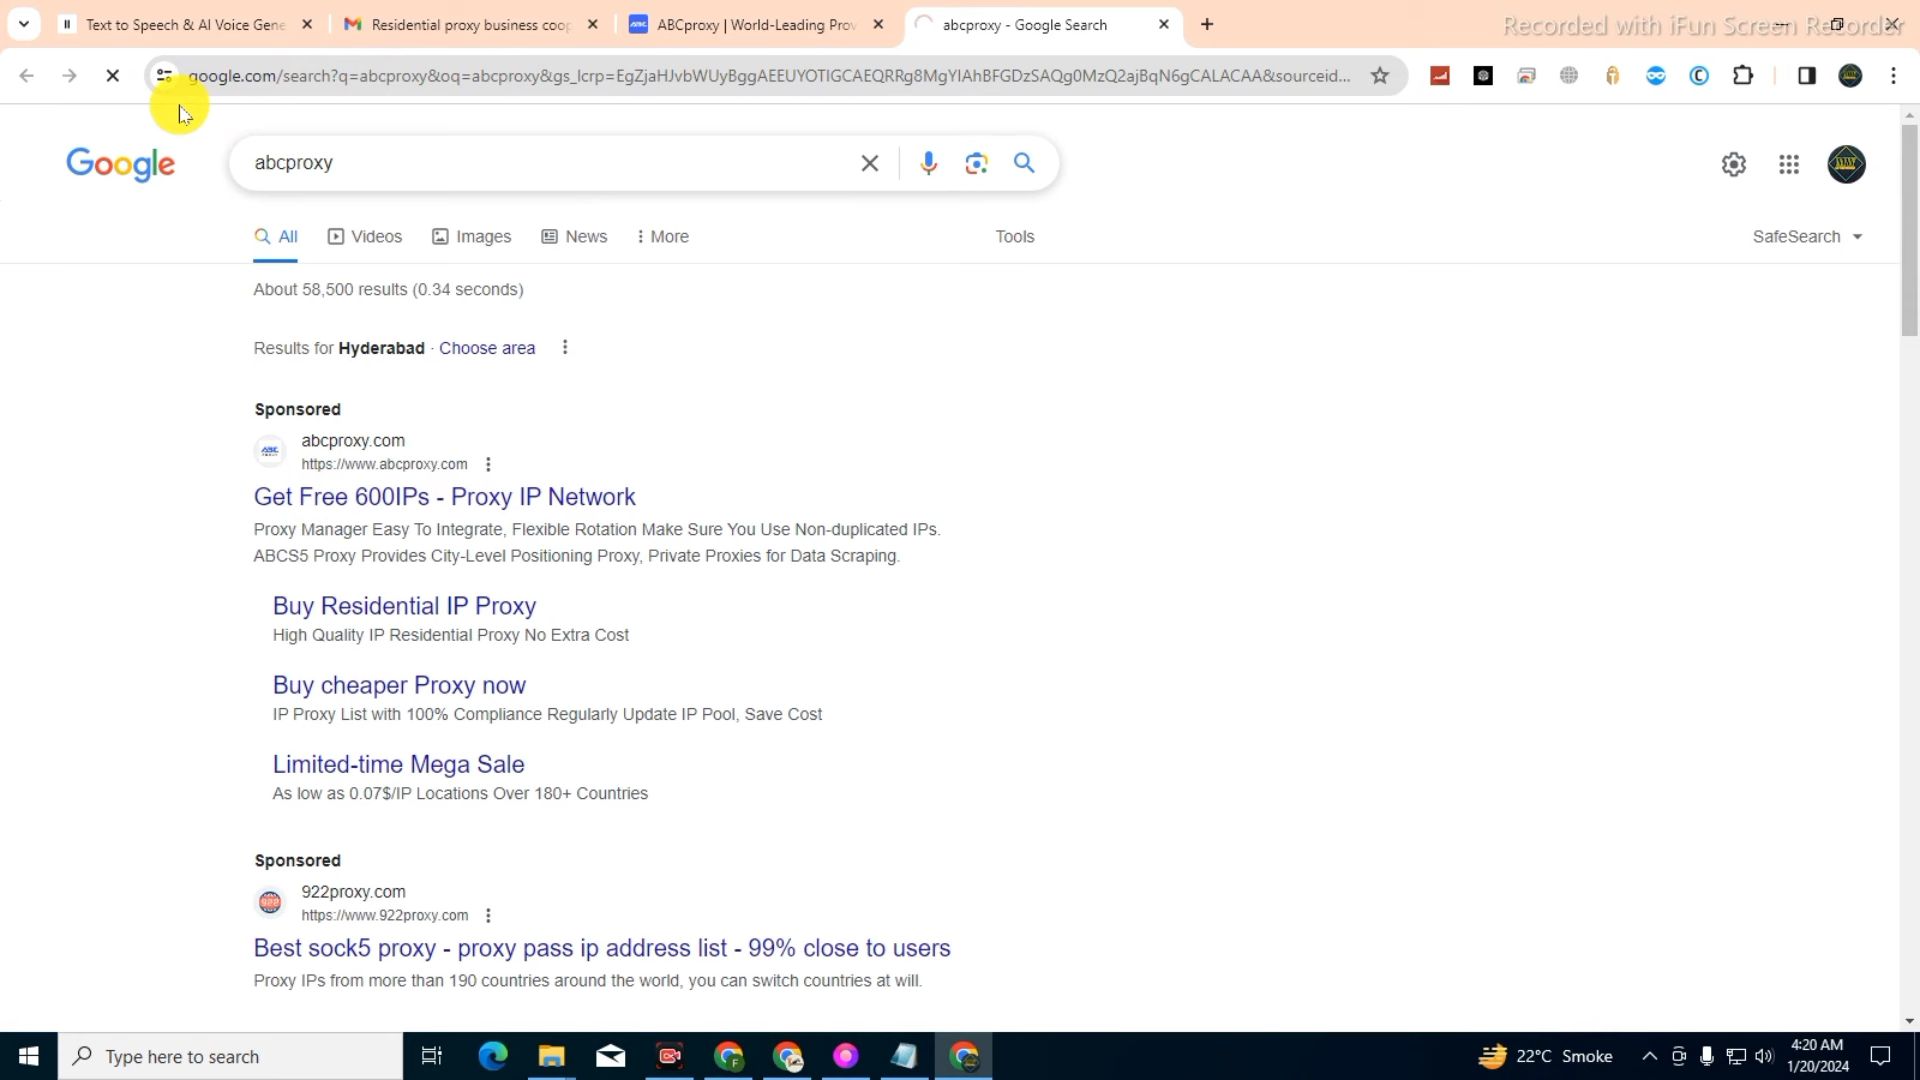 Text to Speech & AI Voice Gene
Residential proxy business coop
ABCproxy | World-Leading Prov
abcproxy - Google Search
Recorded with iFun Screen Recorder
google.com/search?q=abcproxy&oq=abcproxy&gs_lcrp=EgZjaHJvbWUyBggAEEUYOTIGCAEQRRg8MgYIAhBFGDzSAQg0MzQ2ajBqN6gCALACAA&sourceid...
Google
abcproxy
All
Videos
Images
News
More
Tools
SafeSearch
About 58,500 results (0.34 seconds)
Results for Hyderabad · Choose area
Sponsored
ABC
abcproxy.com
https://www.abcproxy.com
Get Free 600IPs - Proxy IP Network
Proxy Manager Easy To Integrate, Flexible Rotation Make Sure You Use Non-duplicated IPs.
ABCS5 Proxy Provides City-Level Positioning Proxy, Private Proxies for Data Scraping.
Buy Residential IP Proxy
High Quality IP Residential Proxy No Extra Cost
Buy cheaper Proxy now
IP Proxy List with 100% Compliance Regularly Update IP Pool, Save Cost
Limited-time Mega Sale
As low as 0.07$/IP Locations Over 180+ Countries
Sponsored
922
922proxy.com
https://www.922proxy.com
Best sock5 proxy - proxy pass ip address list - 99% close to users
Proxy IPs from more than 190 countries around the world, you can switch countries at will.
Type here to search
22°C Smoke
4:20 AM
1/20/2024